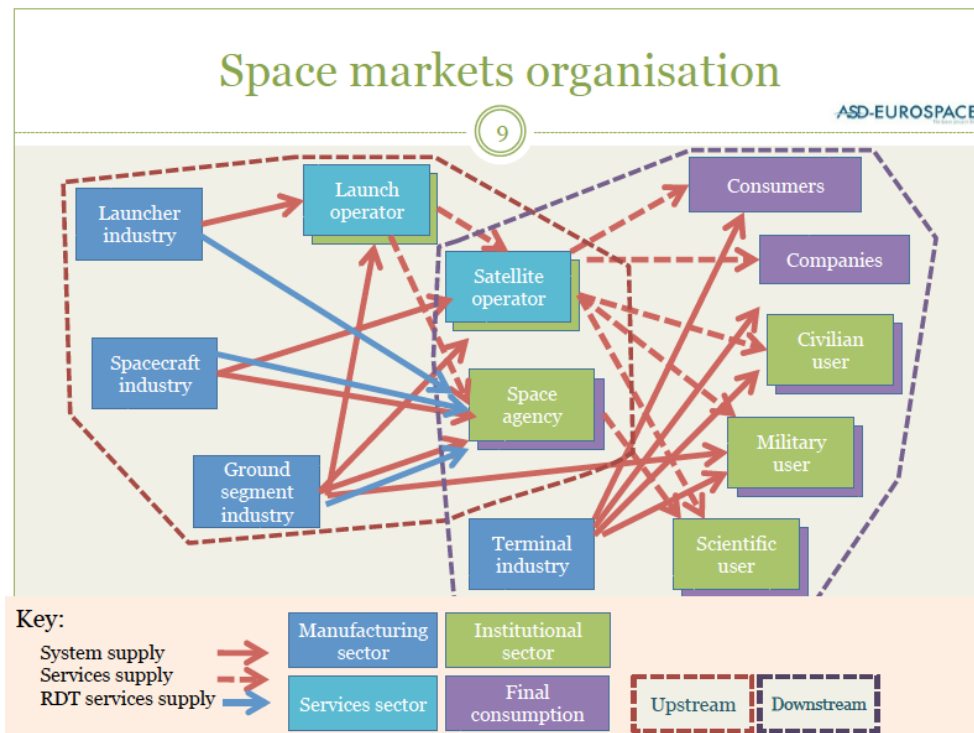 Space markets organisation
9
ASD-EUROSPACE
Launcher
industry
Launch
operator
Consumers
Satellite
operator
Companies
Spacecraft
industry
Space
agency
Civilian
user
Ground
segment
industry
Military
user
Terminal
industry
Scientific
user
Key:
System supply
Services supply
RDT services supply
Manufacturing
sector
Institutional
sector
Services sector
Final
consumption
Upstream
Downstream